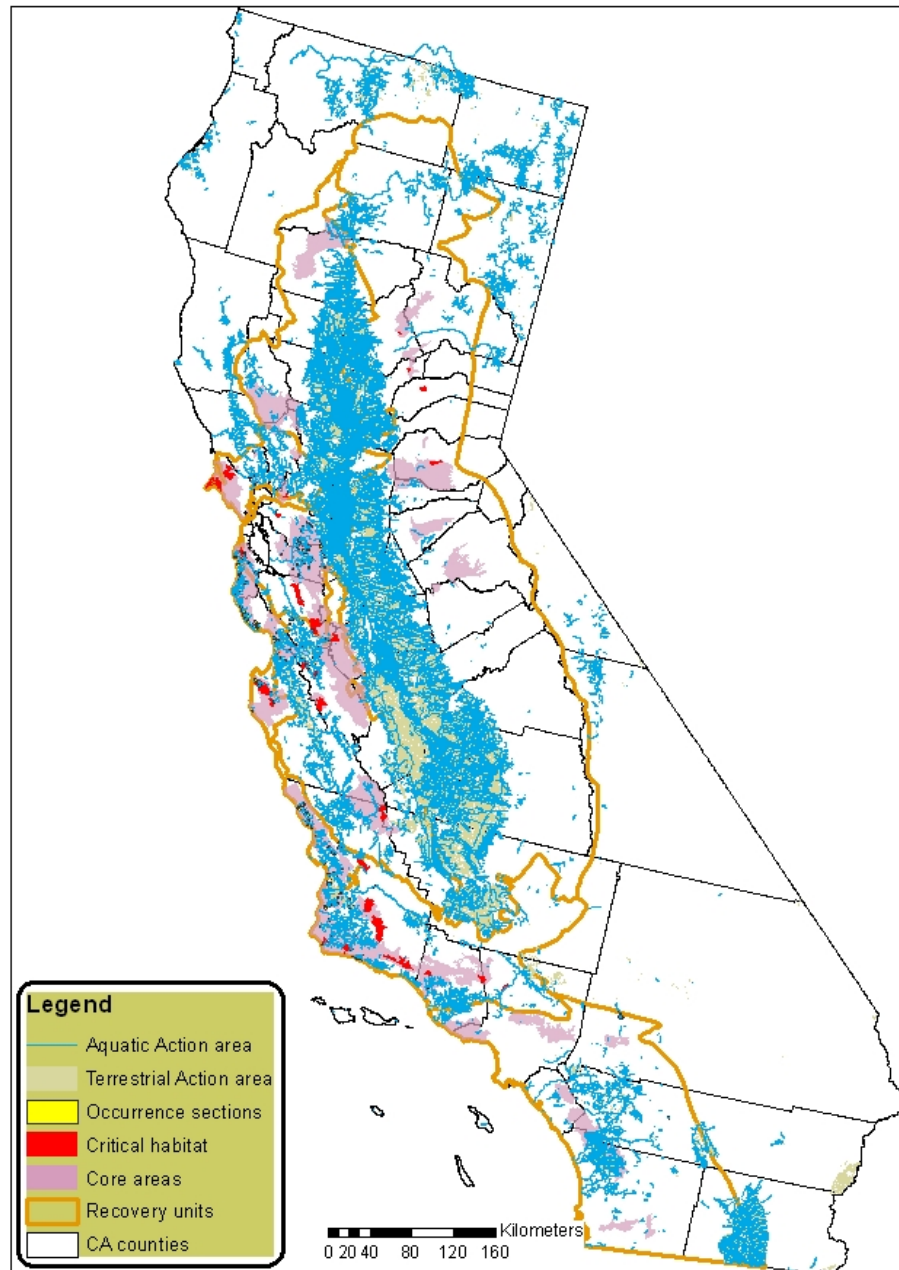 Legend
Aquatic Action area
Terrestrial Action area
Occurrence sections
Critical habitat
Core areas
Recovery units
CA counties
Kilometers
0 20 40 80 120 160